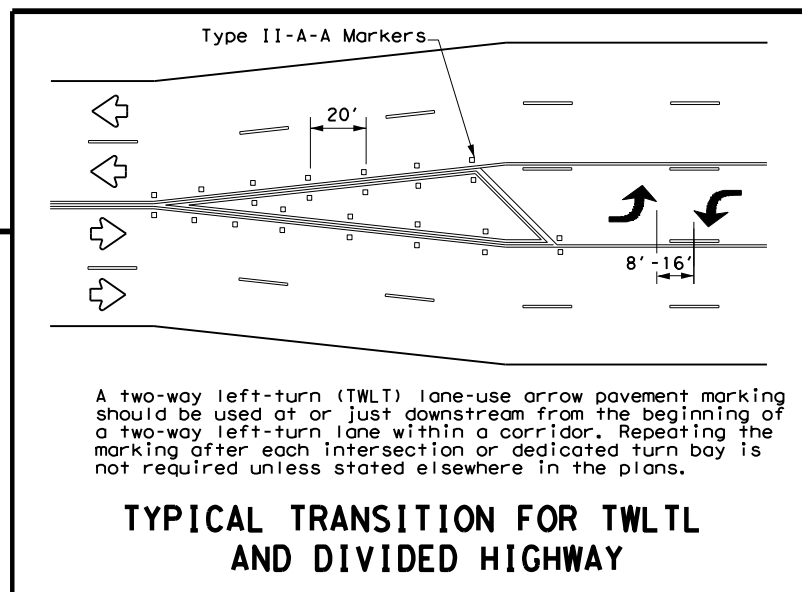 Type II-A-A Markers
20'
8' -16'
A two-way left-turn (TWLT) lane-use arrow pavement marking
should be used at or just downstream from the beginning of
a two-way left-turn lane within a corridor. Repeating the
marking after each intersection or dedicated turn bay is
not required unless stated elsewhere in the plans.
TYPICAL TRANSITION FOR TWLTL
AND DIVIDED HIGHWAY